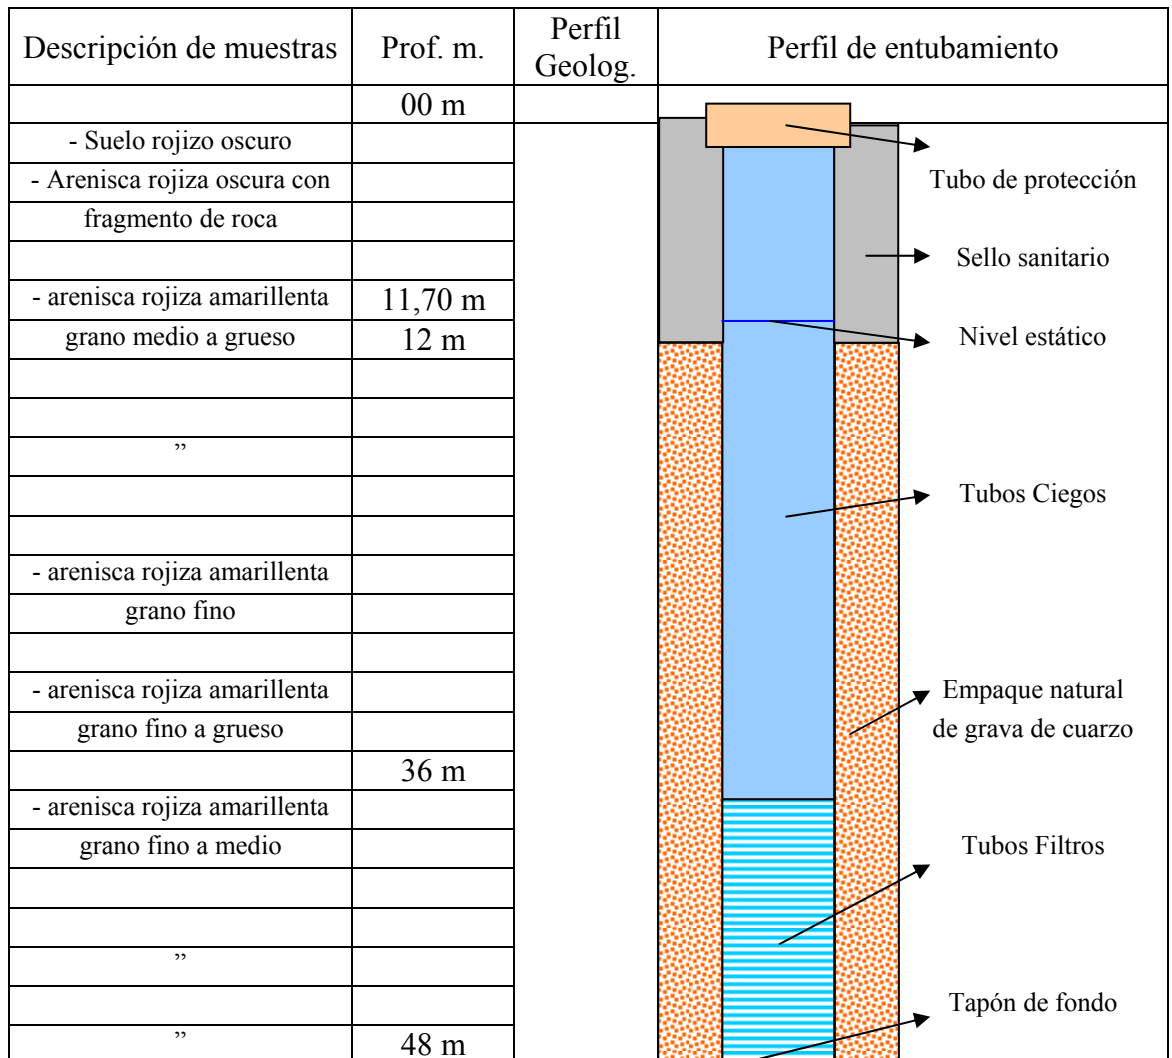 Descripción de muestras Prof. m. Perfil Geolog. Perfil de entubamiento
00 m
- Suelo rojizo oscuro
- Arenisca rojiza oscura con
fragmento de roca
- arenisca rojiza amarillenta 11,70 m
grano medio a grueso 12 m
”
- arenisca rojiza amarillenta
grano fino
- arenisca rojiza amarillenta
grano fino a grueso
36 m
- arenisca rojiza amarillenta
grano fino a medio
”
” 48 m
Tubo de protección
Sello sanitario
Nivel estático
Tubos Ciegos
Empaque natural
de grava de cuarzo
Tubos Filtros
Tapón de fondo